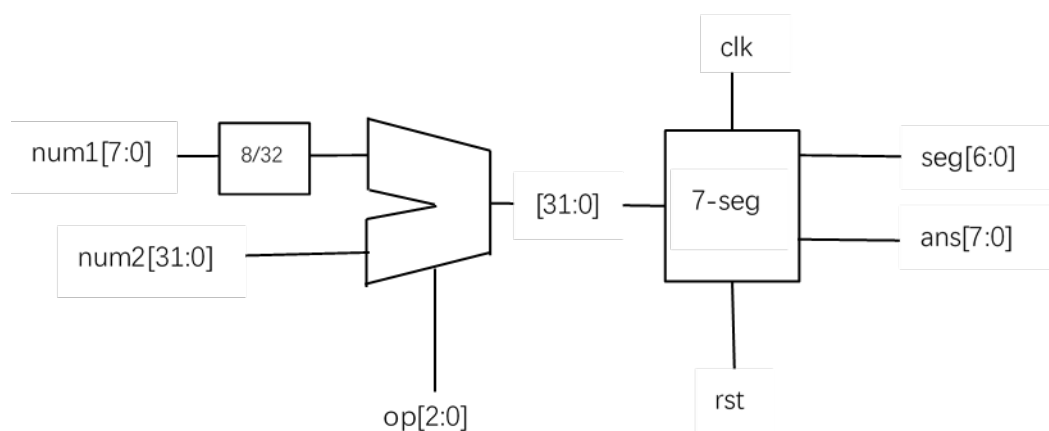 clk
num1[7:0]
8/32
seg[6:0]
[31:0]
7-seg
ans[7:0]
num2[31:0]
rst
op[2:0]